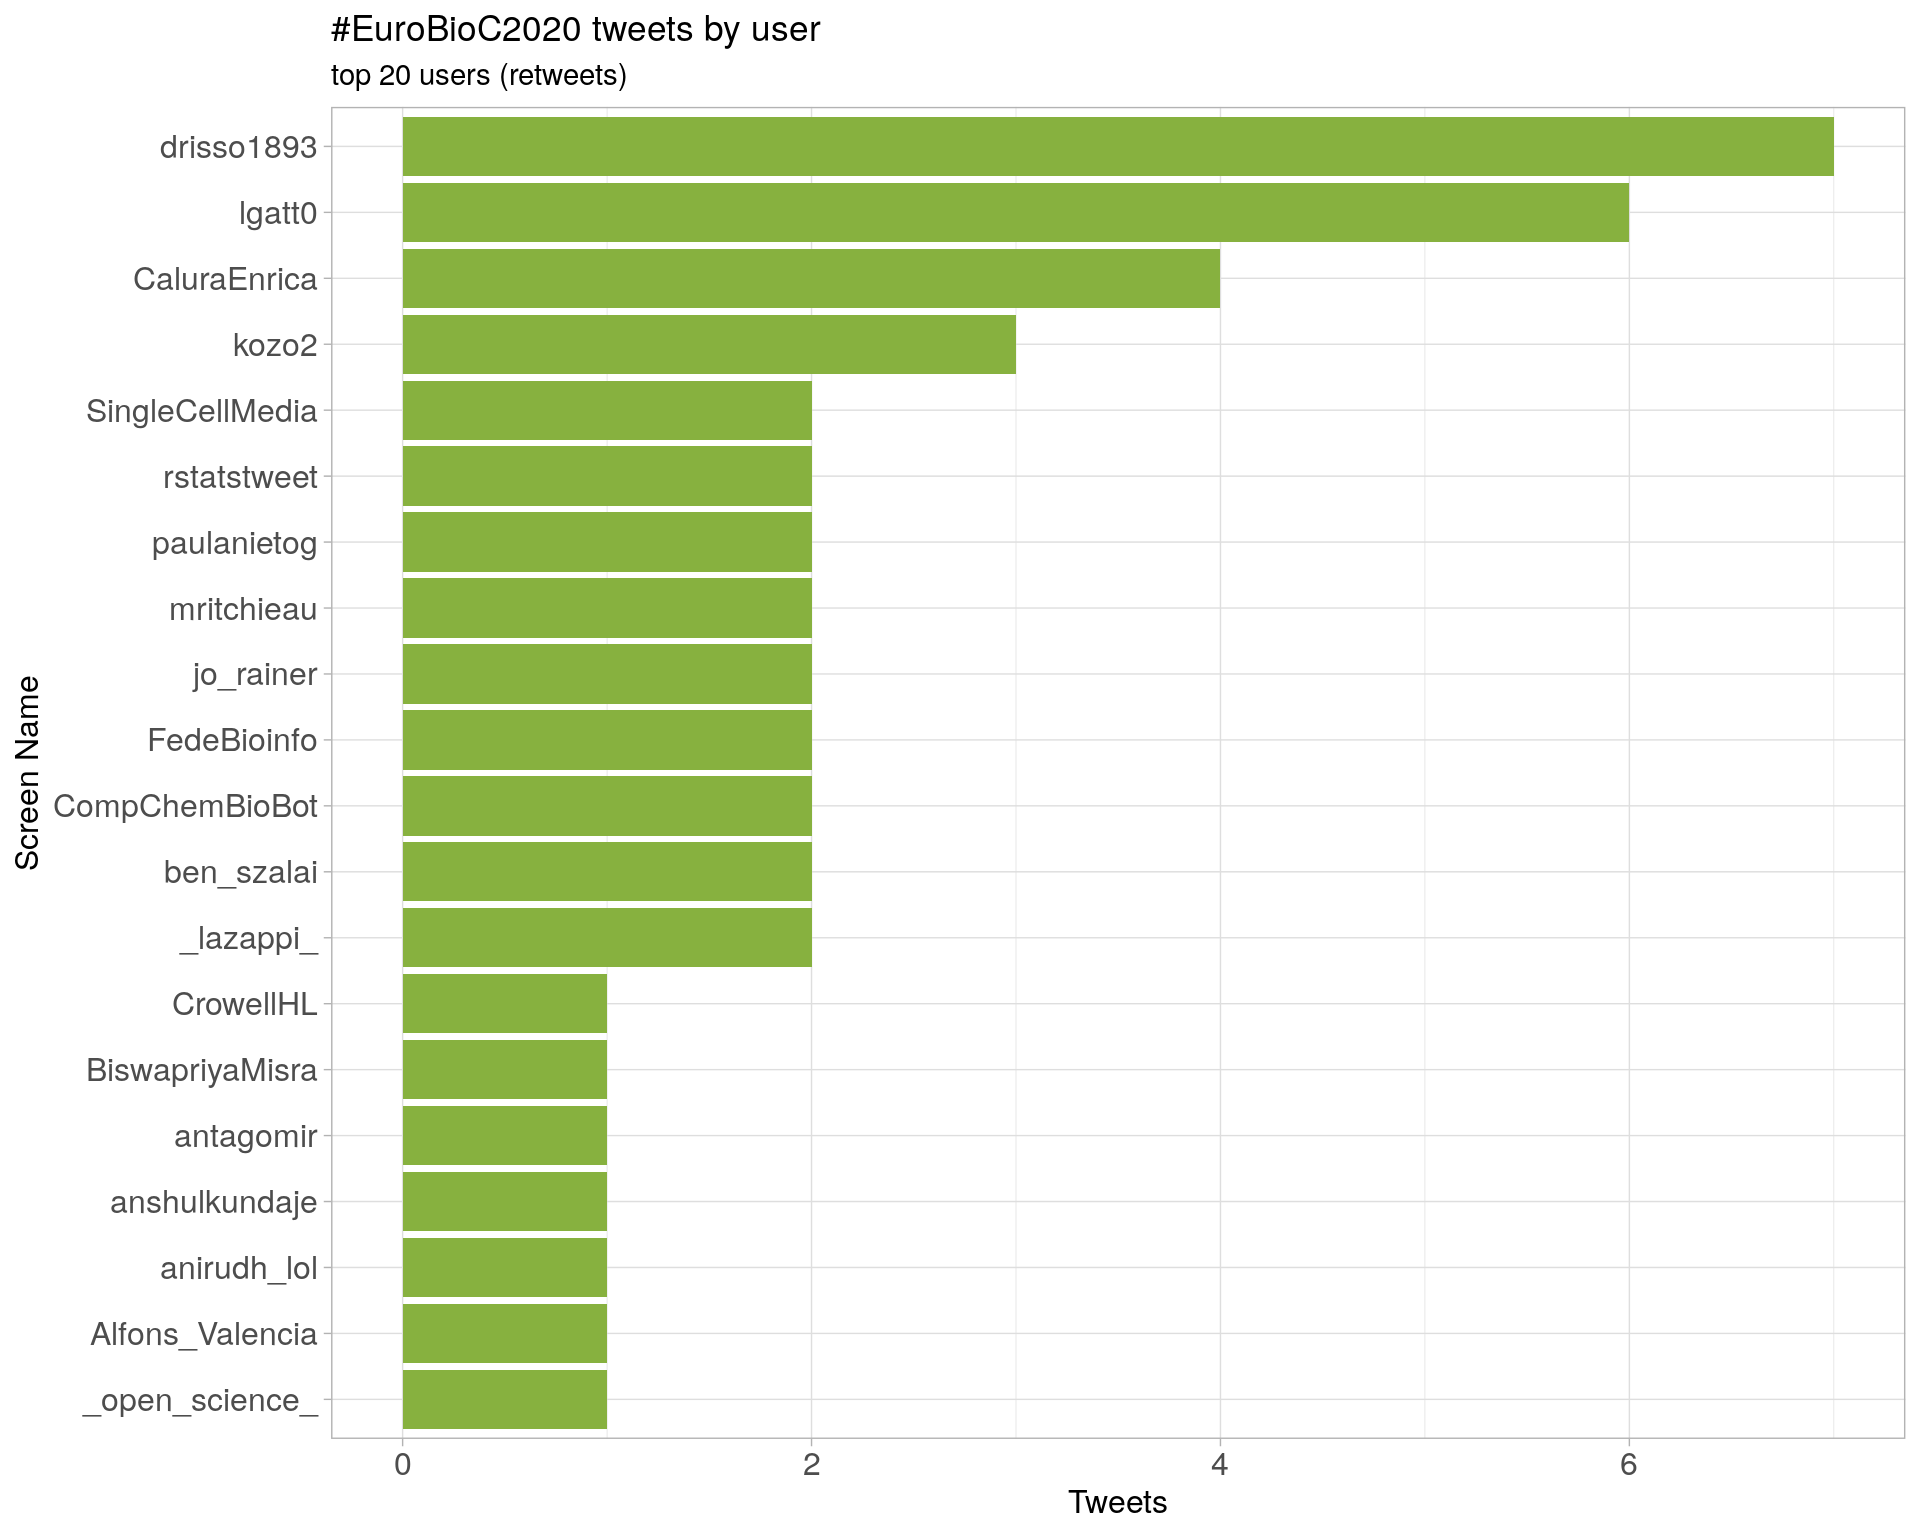 #EuroBioC2020 tweets by user
top 20 users (retweets)
drisso1893
lgatt0
CaluraEnrica
kozo2
SingleCellMedia
rstatstweet
paulanietog
mritchieau
jo_rainer
FedeBioinfo
CompChemBioBot
ben_szalai
_lazappi_
CrowellHL
BiswapriyaMisra
antagomir
anshulkundaje
anirudh_lol
Alfons_Valencia
_open_science_
Screen Name
0 2 4 6
Tweets